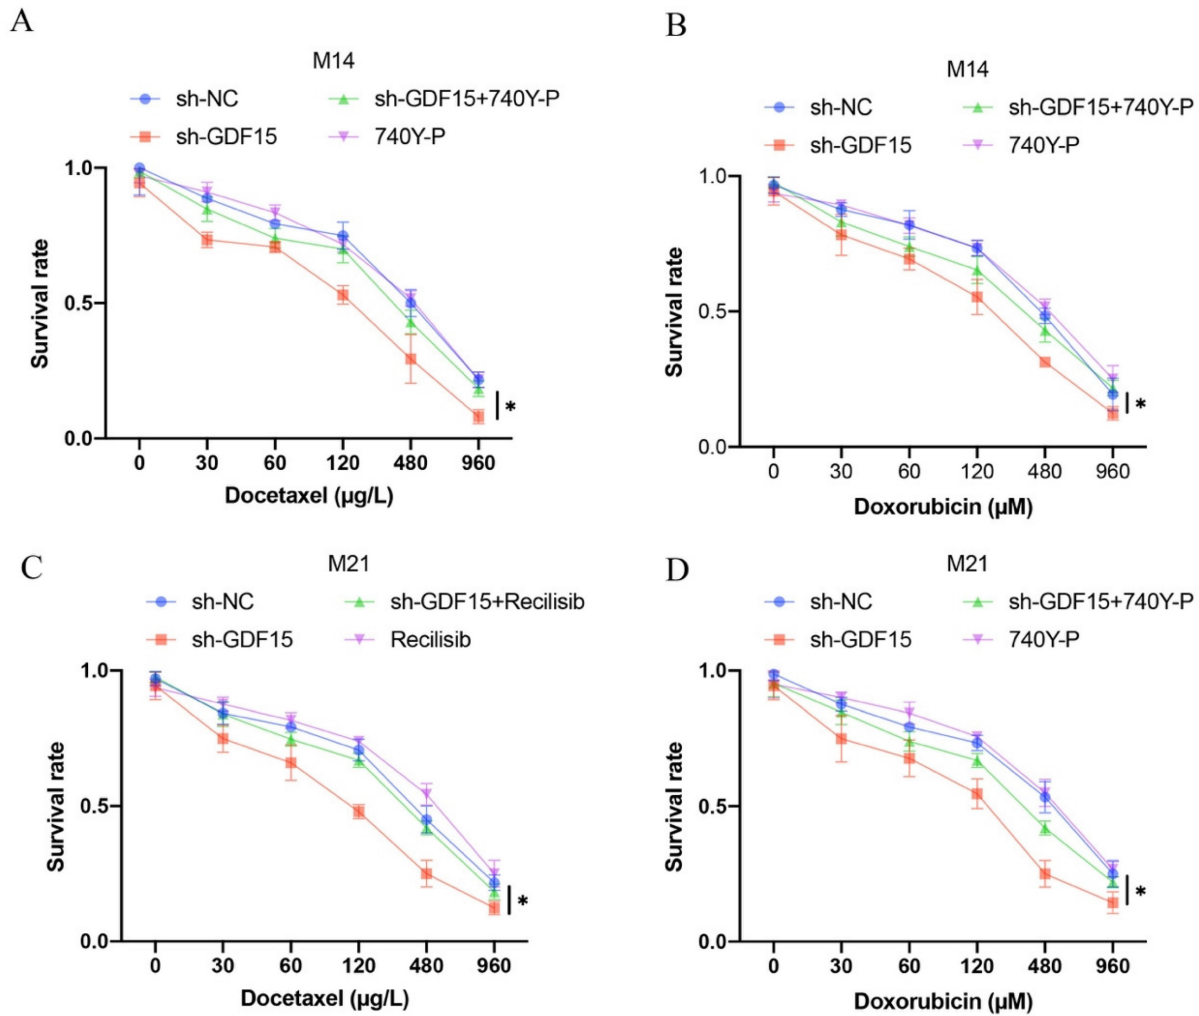 A
M14
sh-NC
sh-GDF15+740Y-P
sh-GDF15
740Y-P
Survival rate
1.0
0.5
0.0
*
0 30 60 120 480 960
Docetaxel (µg/L)
B
M14
sh-NC
sh-GDF15+740Y-P
sh-GDF15
740Y-P
Survival rate
1.0
0.5
0.0
*
0 30 60 120 480 960
Doxorubicin (µM)
C
M21
sh-NC
sh-GDF15+Recilisib
sh-GDF15
Recilisib
Survival rate
1.0
0.5
0.0
*
0 30 60 120 480 960
Docetaxel (µg/L)
D
M21
sh-NC
sh-GDF15+740Y-P
sh-GDF15
740Y-P
Survival rate
1.0
0.5
0.0
*
0 30 60 120 480 960
Doxorubicin (µM)